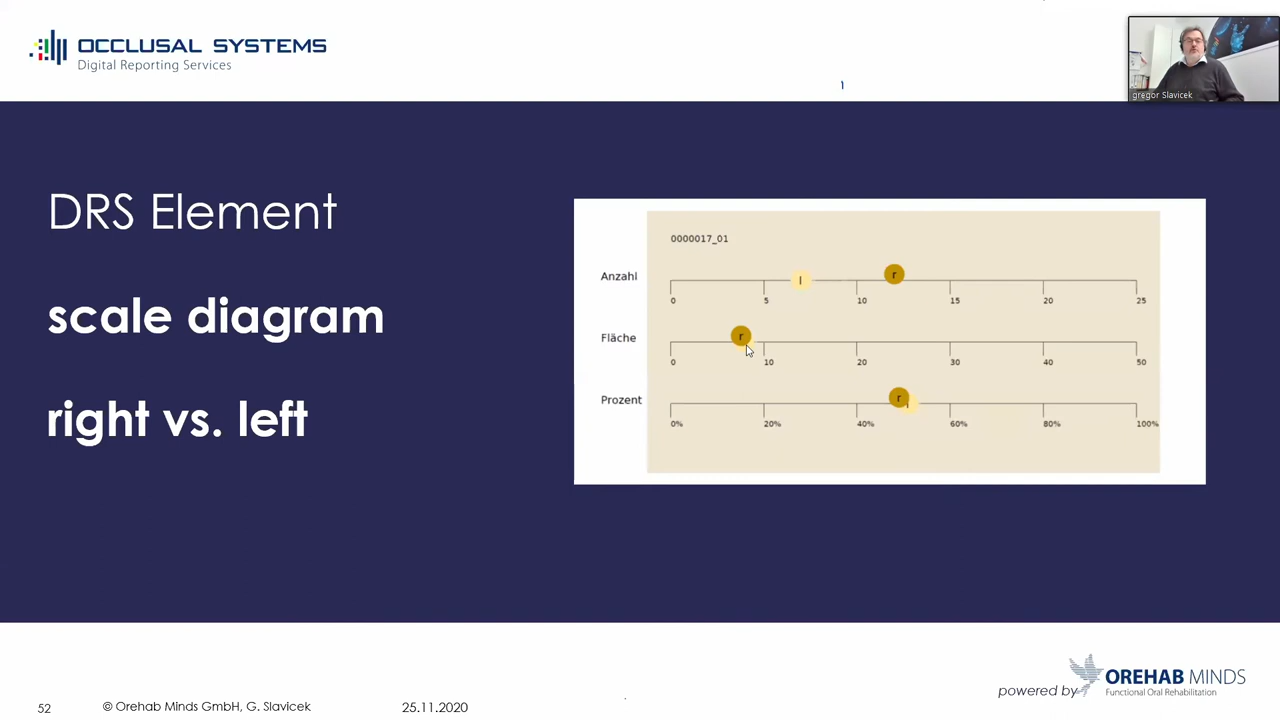 OCCLUSAL SYSTEMS
Digital Reporting Services
gregor Slavicek
DRS Element
scale diagram
right vs. left
0000017_01
Anzahl
l
r
0 5 10 15 20 25
Fläche
r
0 10 20 30 40 50
Prozent
r
0% 20% 40% 60% 80% 100%
powered by
OREHAB MINDS
Functional Oral Rehabilitation
52
© Orehab Minds GmbH, G. Slavicek
25.11.2020